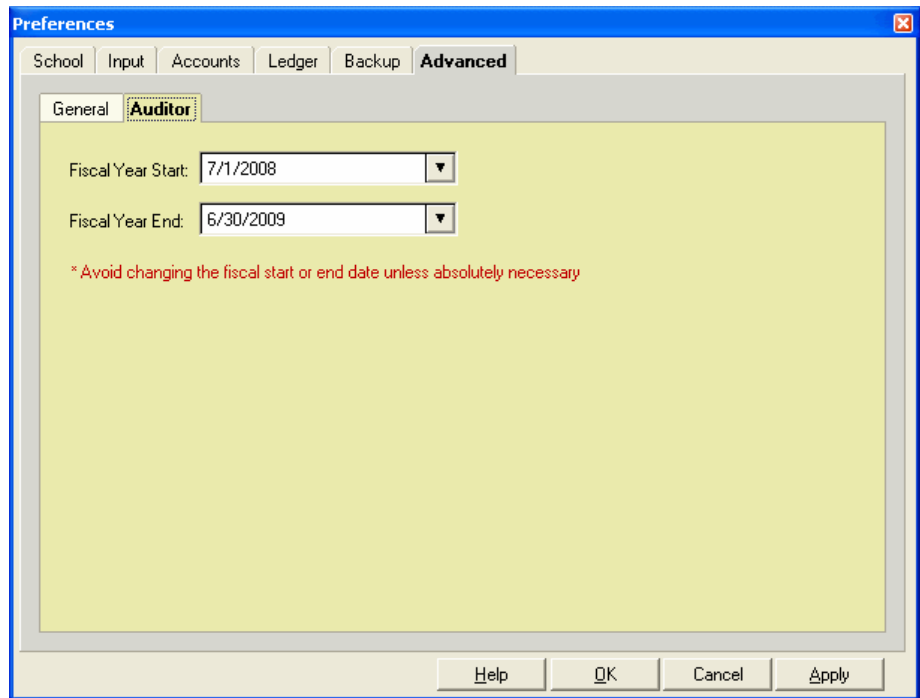 Preferences
School Input Accounts Ledger Backup Advanced
General Auditor
Fiscal Year Start: 7/1/2008
Fiscal Year End: 6/30/2009
* Avoid changing the fiscal start or end date unless absolutely necessary
Help OK Cancel Apply